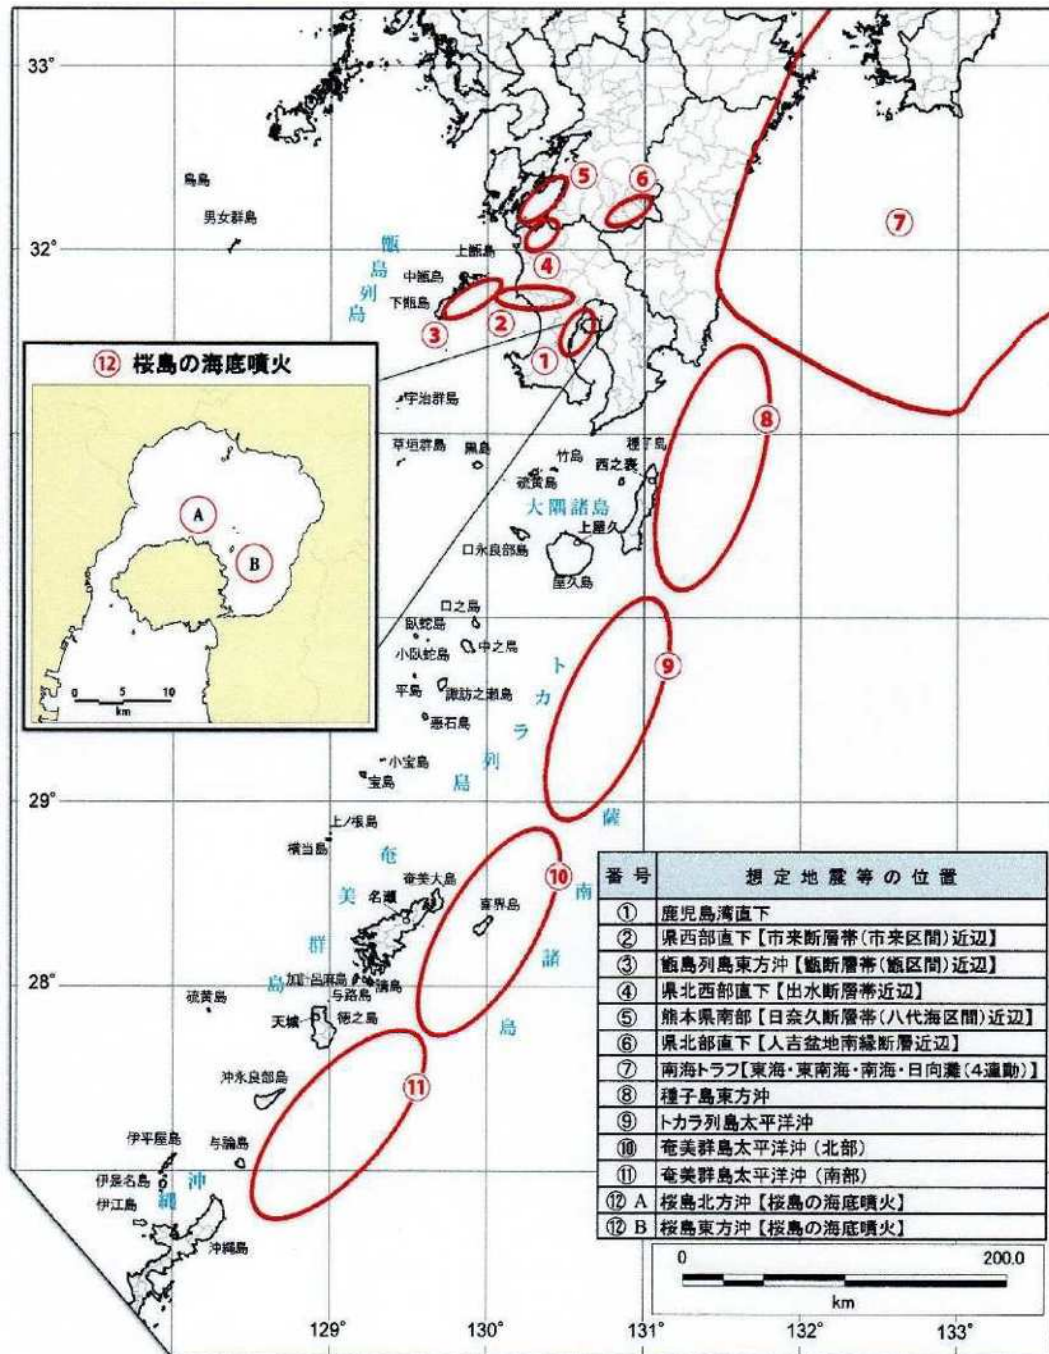 33°
⑤
⑥
鳥島
男女群島
⑦
32°
甑島列島
上甑島
④
中甑島
下甑島
③
②
①
⑫ 桜島の海底噴火
A
B
0 5 10
km
宇治群島
⑧
草垣群島
黒島
竹島
硫黄島
種子島
西之表
大隅諸島
上屋久
口永良部島
屋久島
口之島
臥蛇島
中之島
小臥蛇島
⑨
平島
諏訪之瀬島
悪石島
トカラ列島
小宝島
宝島
29°
上ノ根島
横当島
薩南諸島
奄美群島
奄美大島
名瀬
⑩
喜界島
加計呂麻島
請島
与路島
28°
硫黄島
天城
徳之島
沖永良部島
⑪
伊平屋島
与論島
伊是名島
沖縄
伊江島
沖縄島
番号 想定地震等の位置
① 鹿児島湾直下
② 県西部直下【市来断層帯(市来区間)近辺】
③ 甑島列島東方沖【甑断層帯(甑区間)近辺】
④ 県北西部直下【出水断層帯近辺】
⑤ 熊本県南部【日奈久断層帯(八代海区間)近辺】
⑥ 県北部直下【人吉盆地南縁断層近辺】
⑦ 南海トラフ【東海・東南海・南海・日向灘(4連動)】
⑧ 種子島東方沖
⑨ トカラ列島太平洋沖
⑩ 奄美群島太平洋沖(北部)
⑪ 奄美群島太平洋沖(南部)
⑫ A 桜島北方沖【桜島の海底噴火】
⑫ B 桜島東方沖【桜島の海底噴火】
0 200.0
km
129° 130° 131° 132° 133°